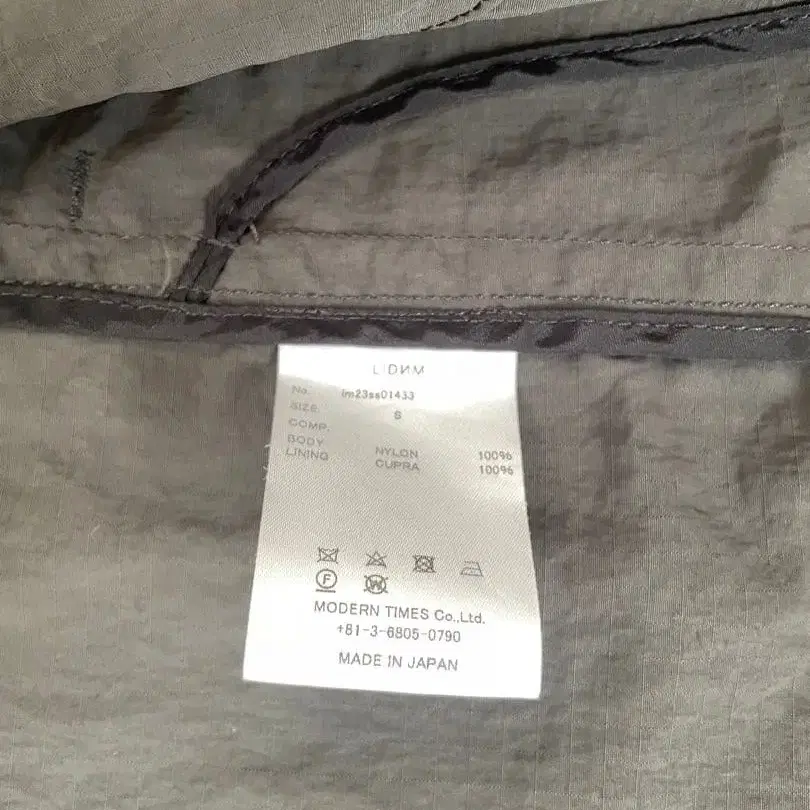 LIDИM
No. lm23ss01433
SIZE S
COMP.
BODY NYLON 100%
LINING CUPRA 100%
F W
MODERN TIMES Co.,Ltd.
+81-3-6805-0790
MADE IN JAPAN